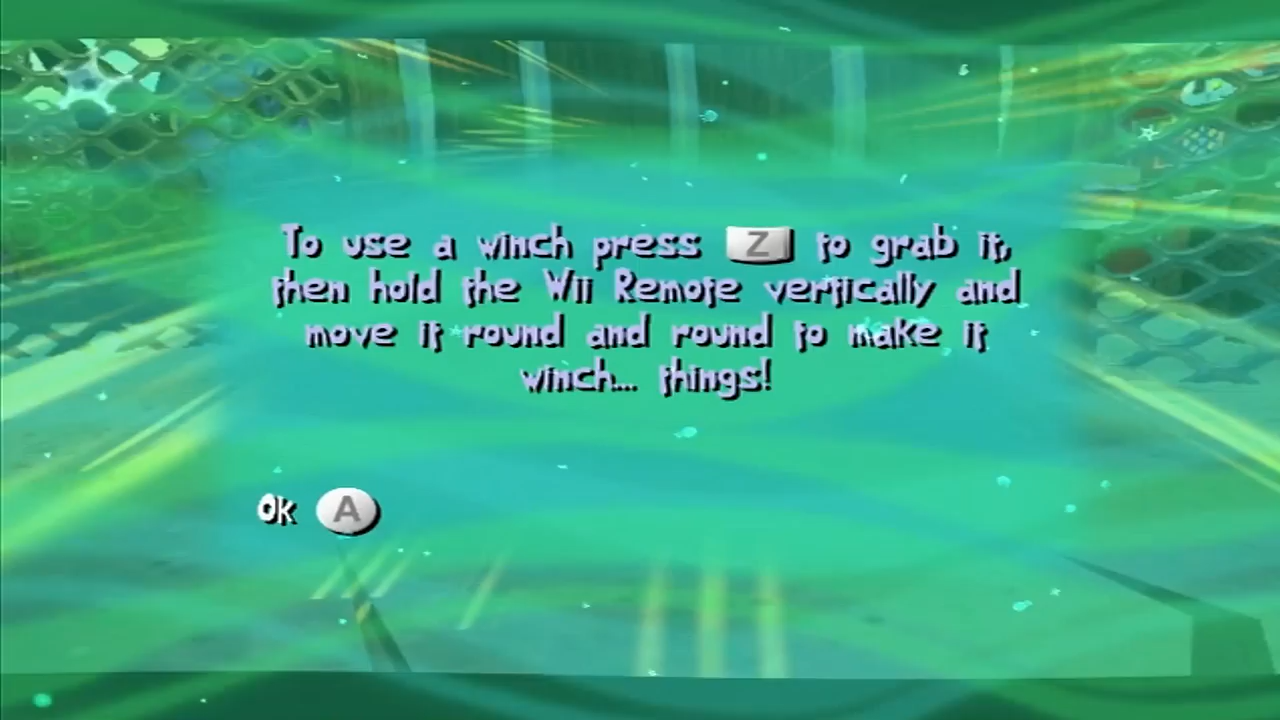 To use a winch press Z to grab it,
then hold the Wii Remote vertically and
move it round and round to make it
winch... things!
OK A